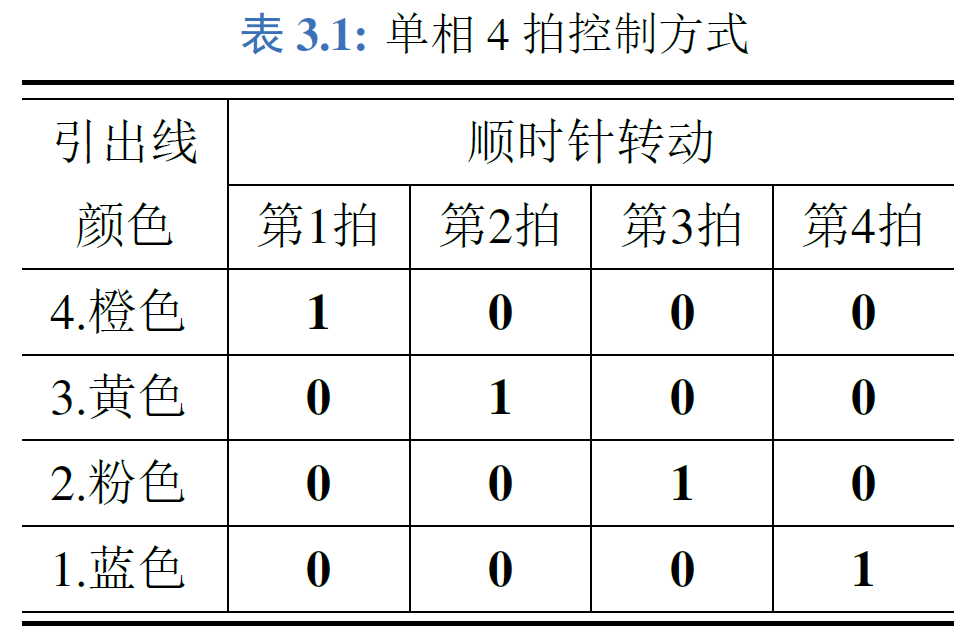 表 3.1: 单相 4 拍控制方式
引出线 顺时针转动
颜色 第1拍 第2拍 第3拍 第4拍
4.橙色 1 0 0 0
3.黄色 0 1 0 0
2.粉色 0 0 1 0
1.蓝色 0 0 0 1